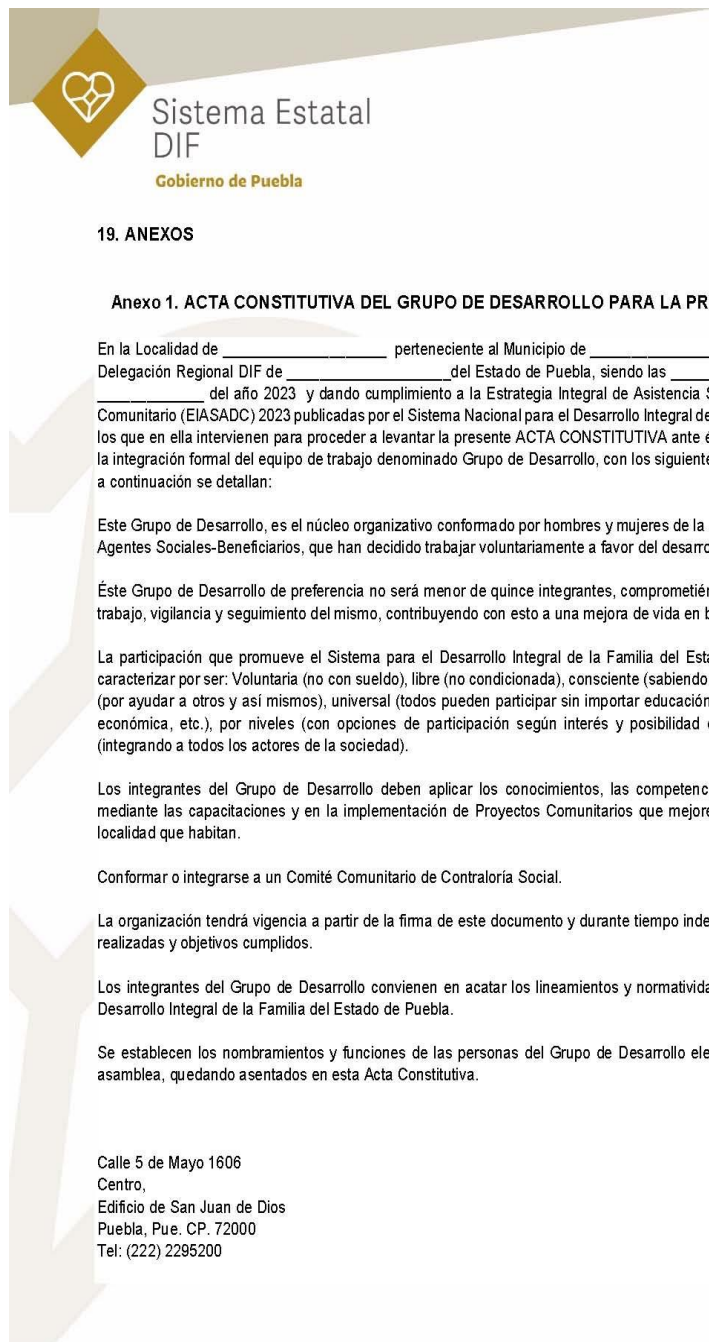 Sistema Estatal
DIF
Gobierno de Puebla
19. ANEXOS
Anexo 1. ACTA CONSTITUTIVA DEL GRUPO DE DESARROLLO PARA LA PR
En la Localidad de ____________________ perteneciente al Municipio de _______________
Delegación Regional DIF de ____________________del Estado de Puebla, siendo las _____
_____________ del año 2023 y dando cumplimiento a la Estrategia Integral de Asistencia S
Comunitario (EIASADC) 2023 publicadas por el Sistema Nacional para el Desarrollo Integral de
los que en ella intervienen para proceder a levantar la presente ACTA CONSTITUTIVA ante é
la integración formal del equipo de trabajo denominado Grupo de Desarrollo, con los siguiente
a continuación se detallan:
Este Grupo de Desarrollo, es el núcleo organizativo conformado por hombres y mujeres de la
Agentes Sociales-Beneficiarios, que han decidido trabajar voluntariamente a favor del desarro
Éste Grupo de Desarrollo de preferencia no será menor de quince integrantes, comprometién
trabajo, vigilancia y seguimiento del mismo, contribuyendo con esto a una mejora de vida en b
La participación que promueve el Sistema para el Desarrollo Integral de la Familia del Esta
caracterizar por ser: Voluntaria (no con sueldo), libre (no condicionada), consciente (sabiendo
(por ayudar a otros y así mismos), universal (todos pueden participar sin importar educación
económica, etc.), por niveles (con opciones de participación según interés y posibilidad
(integrando a todos los actores de la sociedad).
Los integrantes del Grupo de Desarrollo deben aplicar los conocimientos, las competenc
mediante las capacitaciones y en la implementación de Proyectos Comunitarios que mejore
localidad que habitan.
Conformar o integrarse a un Comité Comunitario de Contraloría Social.
La organización tendrá vigencia a partir de la firma de este documento y durante tiempo inde
realizadas y objetivos cumplidos.
Los integrantes del Grupo de Desarrollo convienen en acatar los lineamientos y normativida
Desarrollo Integral de la Familia del Estado de Puebla.
Se establecen los nombramientos y funciones de las personas del Grupo de Desarrollo ele
asamblea, quedando asentados en esta Acta Constitutiva.
Calle 5 de Mayo 1606
Centro,
Edificio de San Juan de Dios
Puebla, Pue. CP. 72000
Tel: (222) 2295200